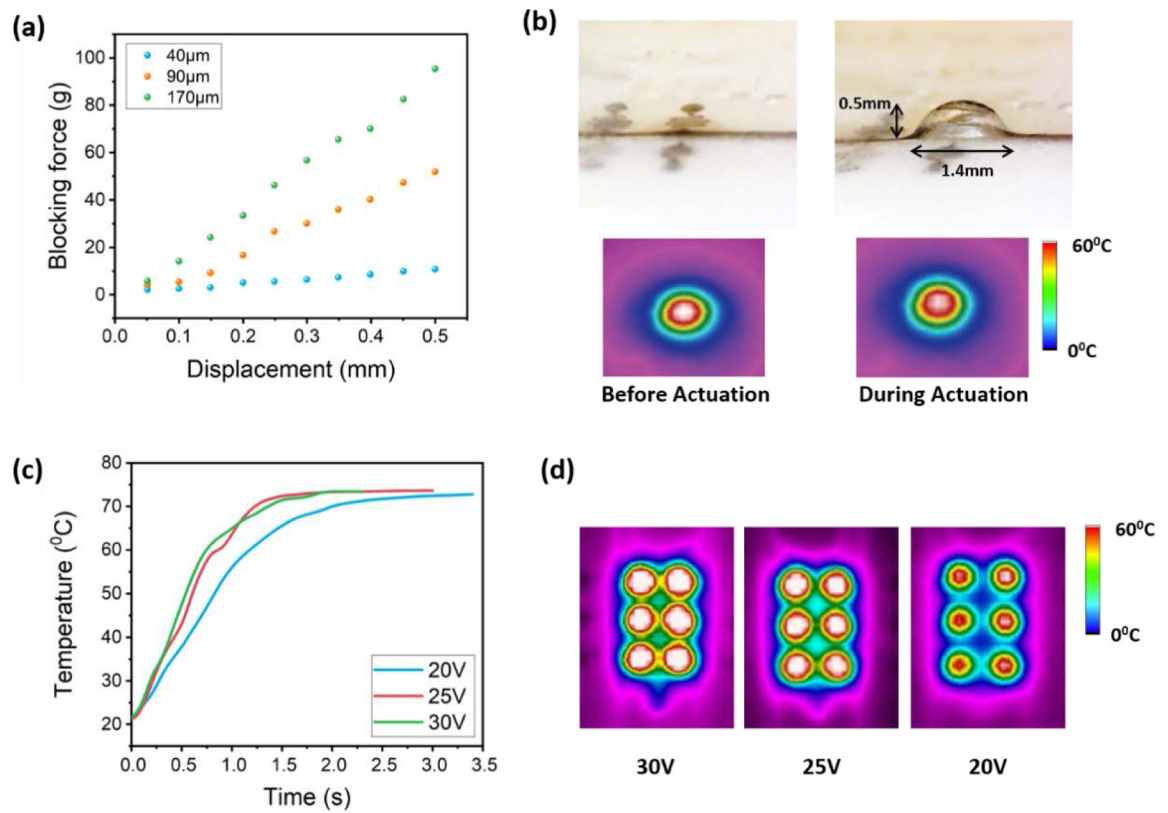 (a)
100
80
60
40
20
0
Blocking force (g)
40μm
90μm
170μm
0.0 0.1 0.2 0.3 0.4 0.5
Displacement (mm)
(b)
0.5mm
1.4mm
60⁰C
0⁰C
Before Actuation
During Actuation
(c)
80
70
60
50
40
30
20
Temperature (⁰C)
20V
25V
30V
0.0 0.5 1.0 1.5 2.0 2.5 3.0 3.5
Time (s)
(d)
60⁰C
0⁰C
30V
25V
20V